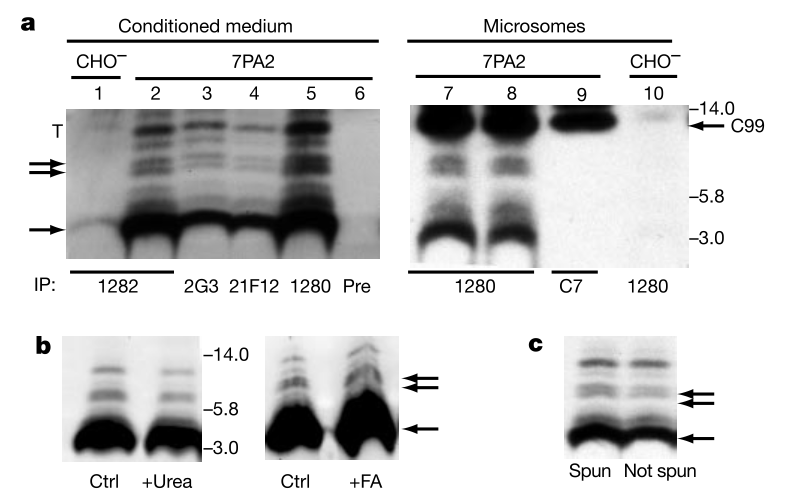 a
Conditioned medium Microsomes
CHO⁻ 7PA2 7PA2 CHO⁻
1 2 3 4 5 6 7 8 9 10
T
–14.0
C99
–5.8
–3.0
IP: 1282 2G3 21F12 1280 Pre 1280 C7 1280
b
–14.0
–5.8
–3.0
Ctrl +Urea Ctrl +FA
c
Spun Not spun